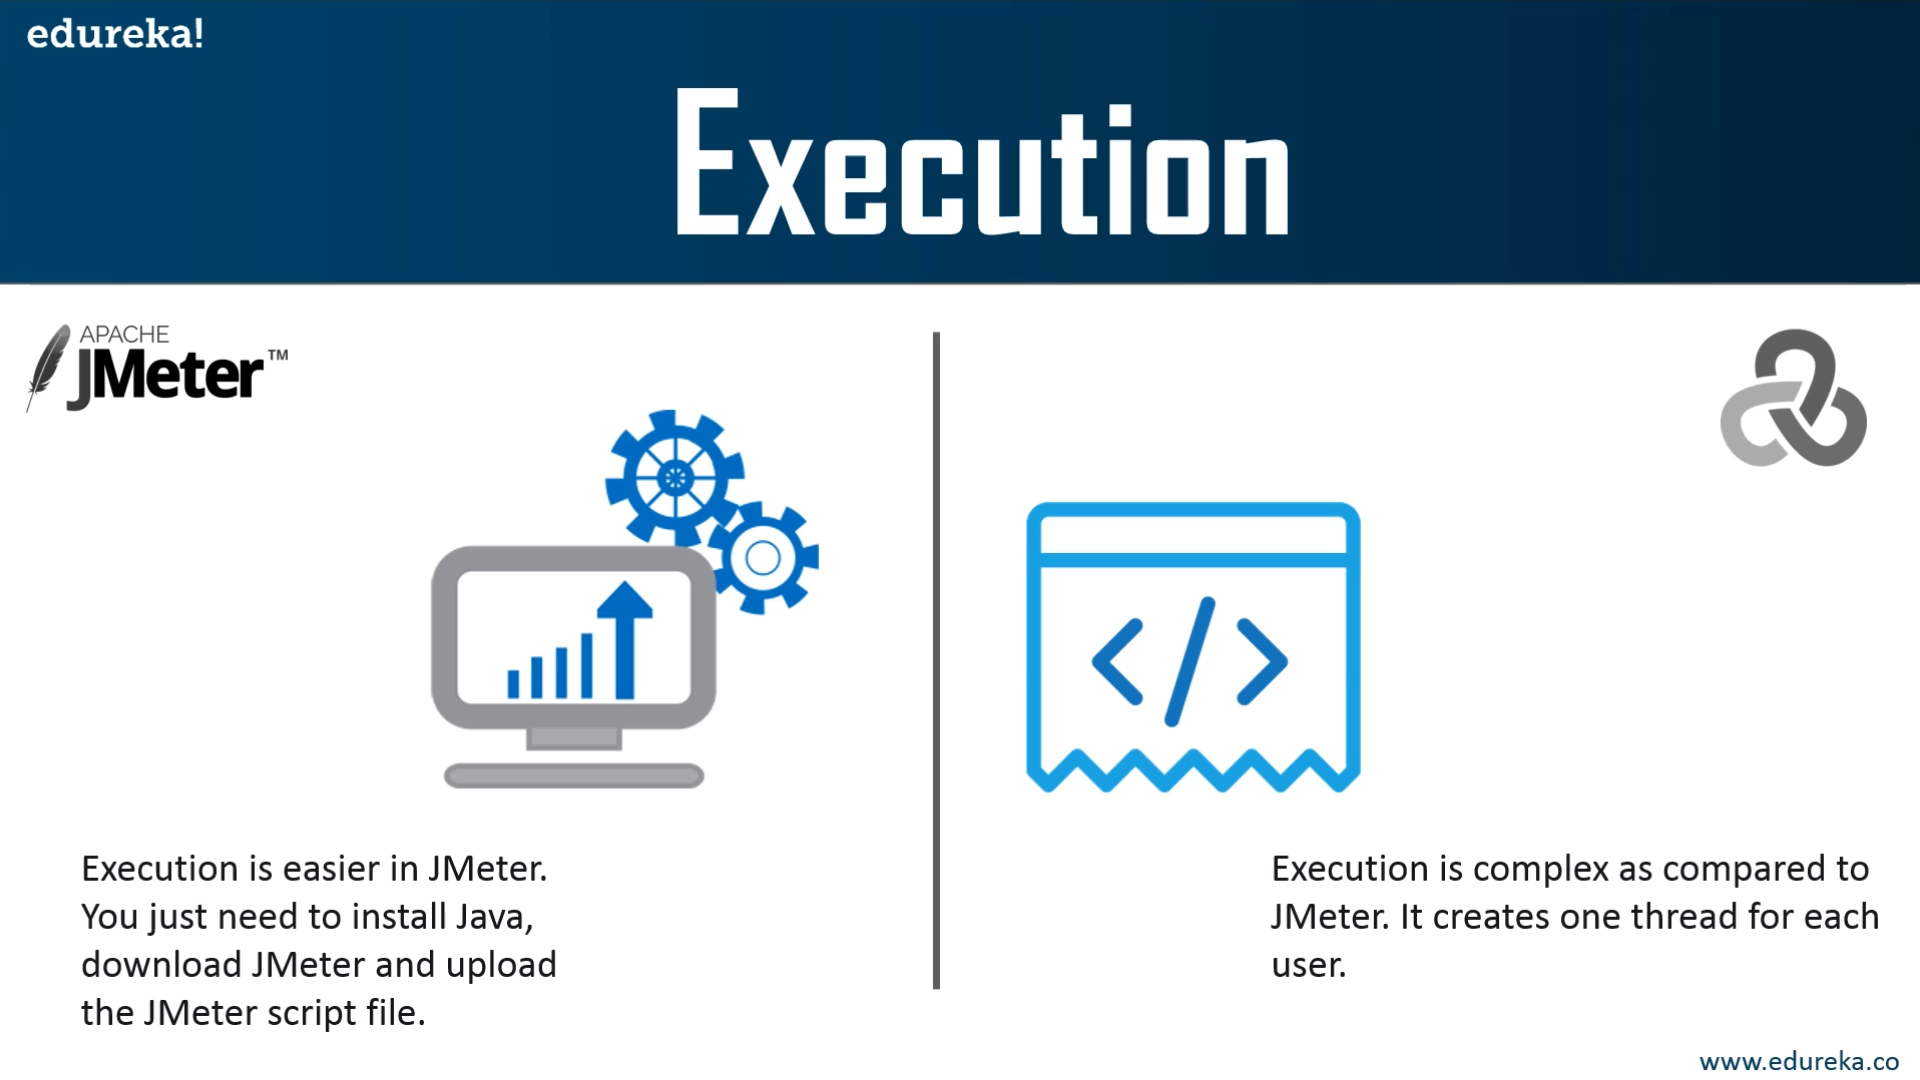 edureka!
Execution
APACHE
JMeter™
</>
Execution is easier in JMeter.
You just need to install Java,
download JMeter and upload
the JMeter script file.
Execution is complex as compared to
JMeter. It creates one thread for each
user.
www.edureka.co